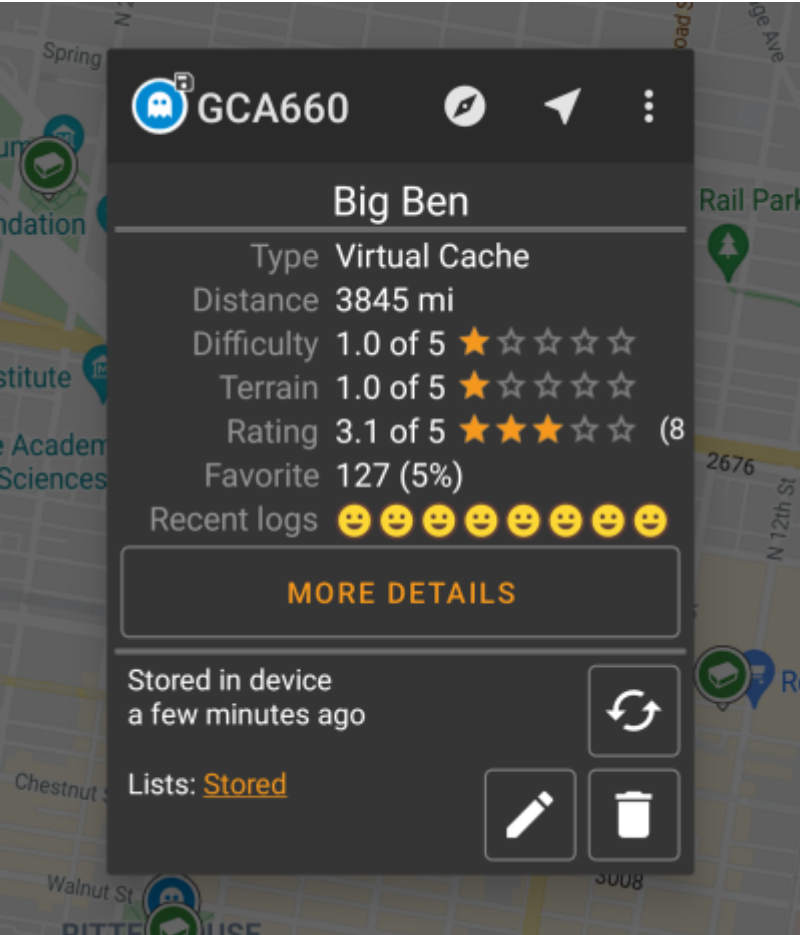 Spring
GCA660
Big Ben
Rail Park
ndation
Type Virtual Cache
Distance 3845 mi
Difficulty 1.0 of 5
Terrain 1.0 of 5
stitute
Rating 3.1 of 5 (8
e Academ
Sciences
2676
Favorite 127 (5%)
N 12th St
Recent logs
MORE DETAILS
Stored in device
a few minutes ago
Lists: Stored
Chestnut
Walnut St
3008